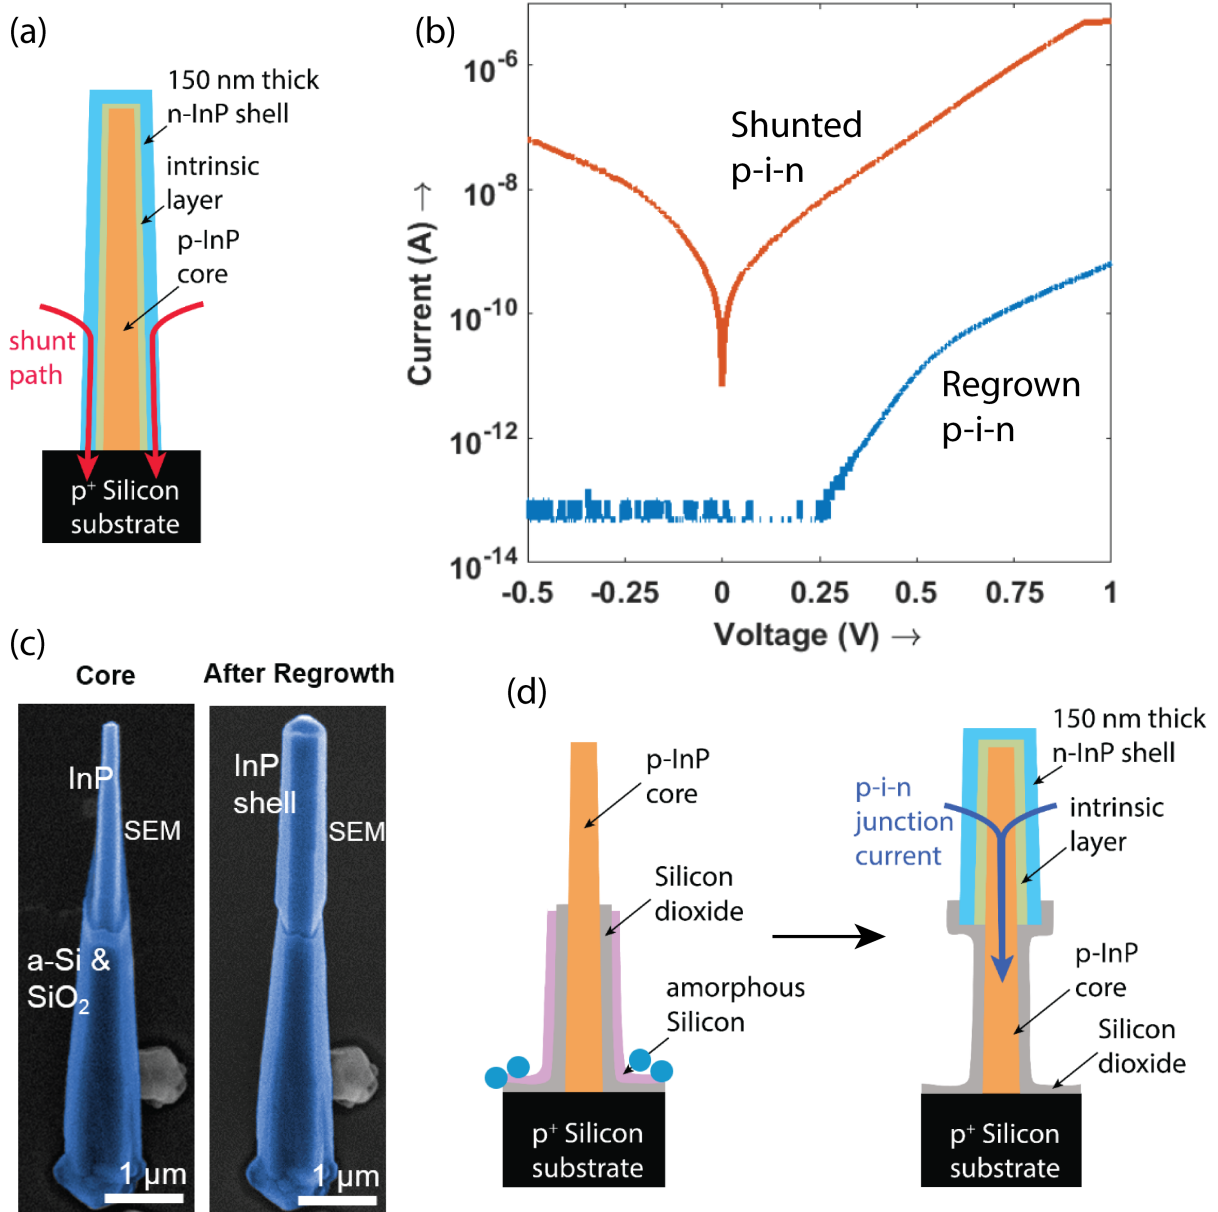 (a)
150 nm thick
n-InP shell
intrinsic
layer
p-InP
core
shunt
path
p⁺ Silicon
substrate
(b)
Current (A) →
10⁻⁶
10⁻⁸
10⁻¹⁰
10⁻¹²
10⁻¹⁴
Shunted
p-i-n
Regrown
p-i-n
-0.5 -0.25 0 0.25 0.5 0.75 1
Voltage (V) →
(c)
Core
After Regrowth
InP
SEM
a-Si &
SiO₂
1 μm
InP
shell
SEM
1 μm
(d)
p-InP
core
Silicon
dioxide
amorphous
Silicon
p⁺ Silicon
substrate
150 nm thick
n-InP shell
p-i-n
junction
current
intrinsic
layer
p-InP
core
Silicon
dioxide
p⁺ Silicon
substrate